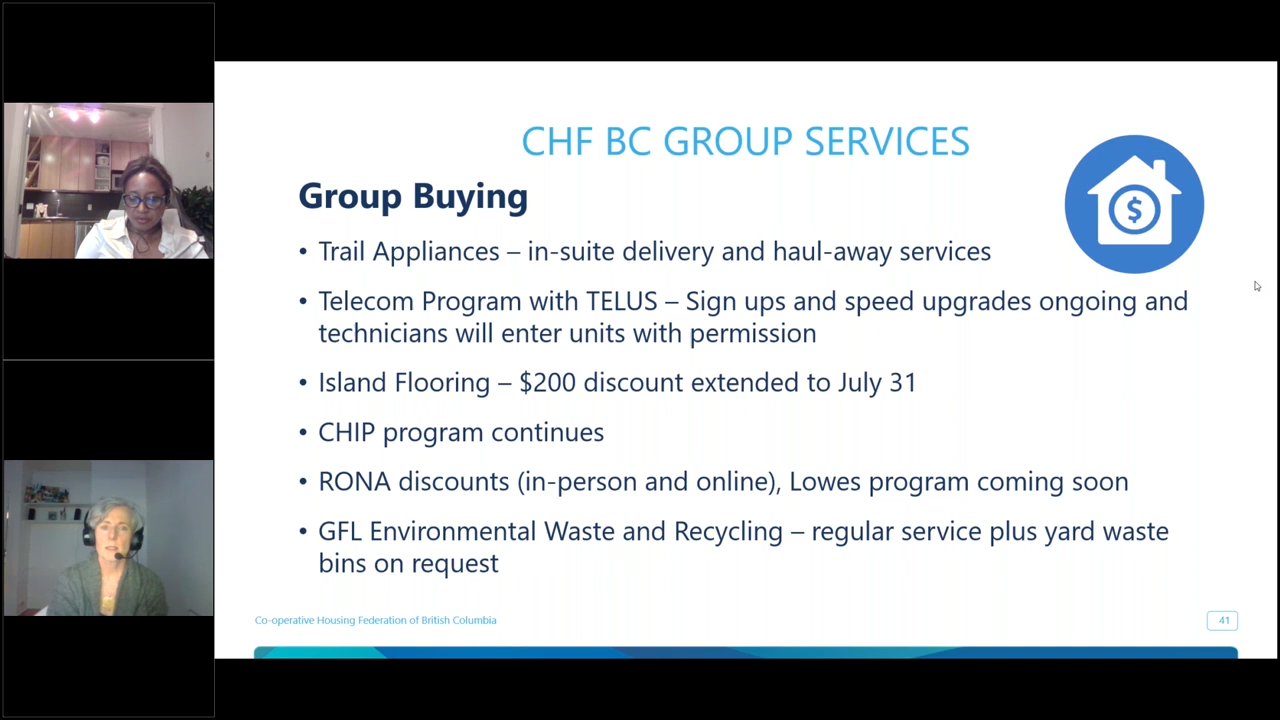 CHF BC GROUP SERVICES
Group Buying
• Trail Appliances – in-suite delivery and haul-away services
• Telecom Program with TELUS – Sign ups and speed upgrades ongoing and
technicians will enter units with permission
• Island Flooring – $200 discount extended to July 31
• CHIP program continues
• RONA discounts (in-person and online), Lowes program coming soon
• GFL Environmental Waste and Recycling – regular service plus yard waste
bins on request
Co-operative Housing Federation of British Columbia
41